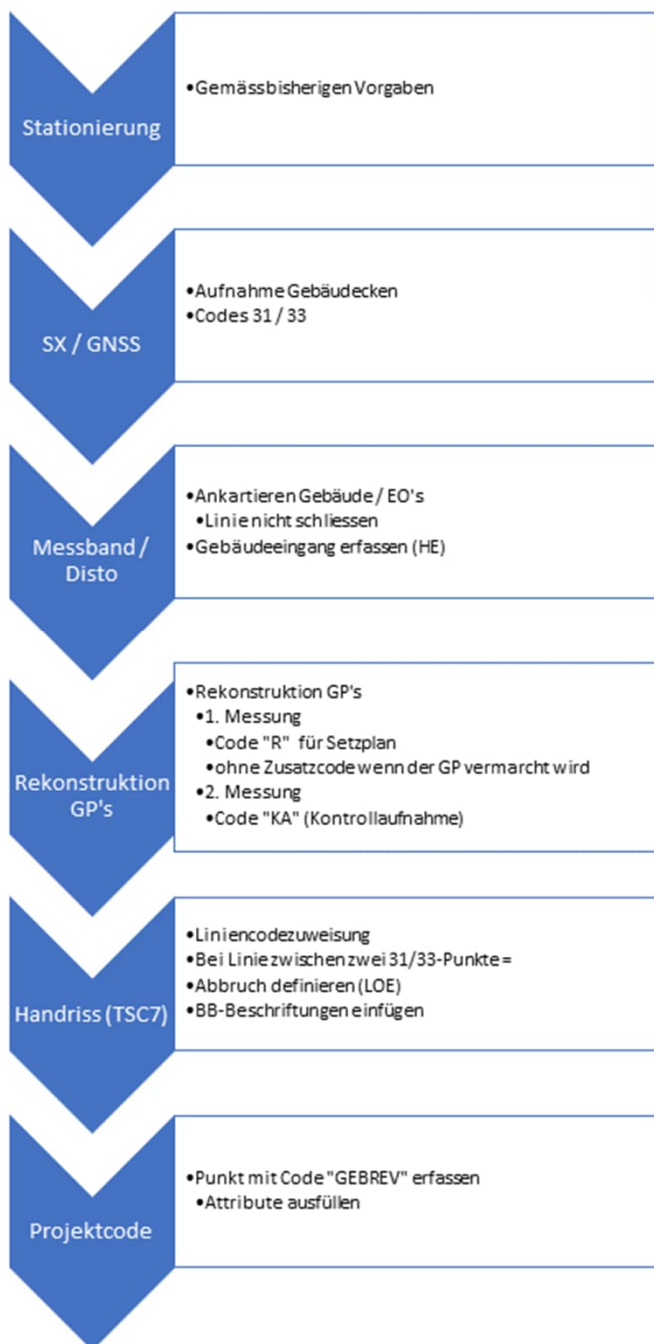 Stationierung
•Gemässbisherigen Vorgaben
SX / GNSS
•Aufnahme Gebäudecken
•Codes 31 / 33
Messband /
Disto
•Ankartieren Gebäude / EO's
•Linie nicht schliessen
•Gebäudeeingang erfassen (HE)
Rekonstruktion
GP's
•Rekonstruktion GP's
•1. Messung
•Code "R" für Setzplan
•ohne Zusatzcode wenn der GP vermarcht wird
•2. Messung
•Code "KA" (Kontrollaufnahme)
Handriss (TSC7)
•Liniencodezuweisung
•Bei Linie zwischen zwei 31/33-Punkte =
•Abbruch definieren (LOE)
•BB-Beschriftungen einfügen
Projektcode
•Punkt mit Code "GEBREV" erfassen
•Attribute ausfüllen